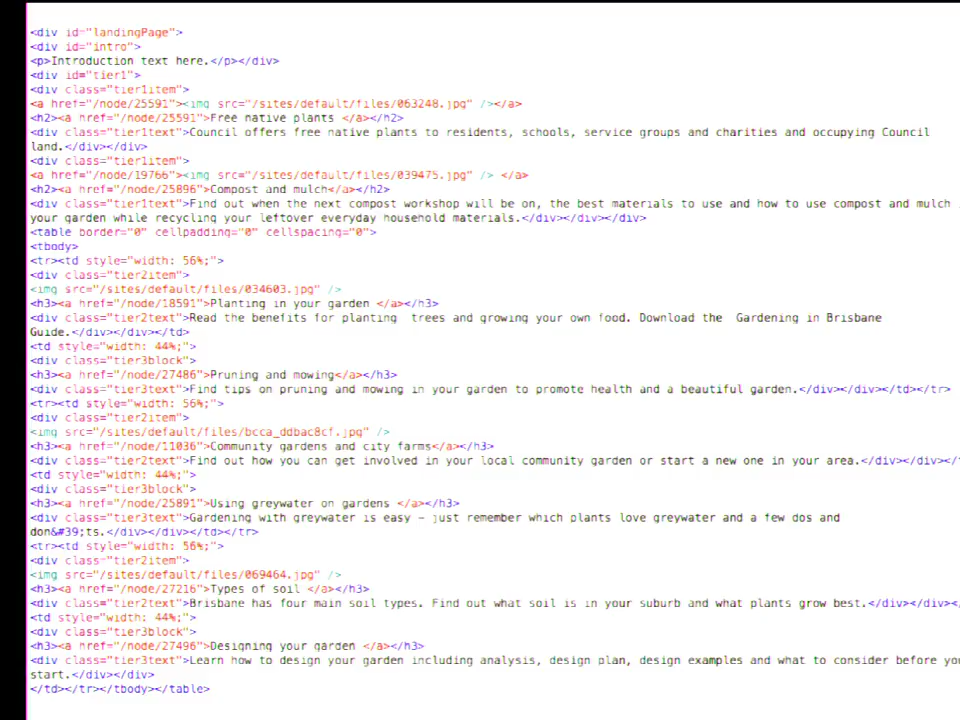 <div id="landingPage">
<div id="intro">
<p>Introduction text here.</p></div>
<div id="tier1">
<div class="tier1item">
<a href="/node/25591"><img src="/sites/default/files/063248.jpg" /></a>
<h2><a href="/node/25591">Free native plants </a></h2>
<div class="tier1text">Council offers free native plants to residents, schools, service groups and charities and occupying Council
land.</div></div>
<div class="tier1item">
<a href="/node/19766"><img src="/sites/default/files/039475.jpg" /> </a>
<h2><a href="/node/25896">Compost and mulch</a></h2>
<div class="tier1text">Find out when the next compost workshop will be on, the best materials to use and how to use compost and mulch
your garden while recycling your leftover everyday household materials.</div></div></div>
<table border="0" cellpadding="0" cellspacing="0">
<tbody>
<tr><td style="width: 56%;">
<div class="tier2item">
<img src="/sites/default/files/034603.jpg" />
<h3><a href="/node/18591">Planting in your garden </a></h3>
<div class="tier2text">Read the benefits for planting  trees and growing your own food. Download the  Gardening in Brisbane
Guide.</div></div></td>
<td style="width: 44%;">
<div class="tier3block">
<h3><a href="/node/27486">Pruning and mowing</a></h3>
<div class="tier3text">Find tips on pruning and mowing in your garden to promote health and a beautiful garden.</div></div></td></tr>
<tr><td style="width: 56%;">
<div class="tier2item">
<img src="/sites/default/files/bcca_ddbac8cf.jpg" />
<h3><a href="/node/11036">Community gardens and city farms</a></h3>
<div class="tier2text">Find out how you can get involved in your local community garden or start a new one in your area.</div></div></
<td style="width: 44%;">
<div class="tier3block">
<h3><a href="/node/25891">Using greywater on gardens </a></h3>
<div class="tier3text">Gardening with greywater is easy – just remember which plants love greywater and a few dos and
don&#39;ts.</div></div></td></tr>
<tr><td style="width: 56%;">
<div class="tier2item">
<img src="/sites/default/files/069464.jpg" />
<h3><a href="/node/27216">Types of soil </a></h3>
<div class="tier2text">Brisbane has four main soil types. Find out what soil is in your suburb and what plants grow best.</div></div><
<td style="width: 44%;">
<div class="tier3block">
<h3><a href="/node/27496">Designing your garden </a></h3>
<div class="tier3text">Learn how to design your garden including analysis, design plan, design examples and what to consider before
start.</div></div>
</td></tr></tbody></table>